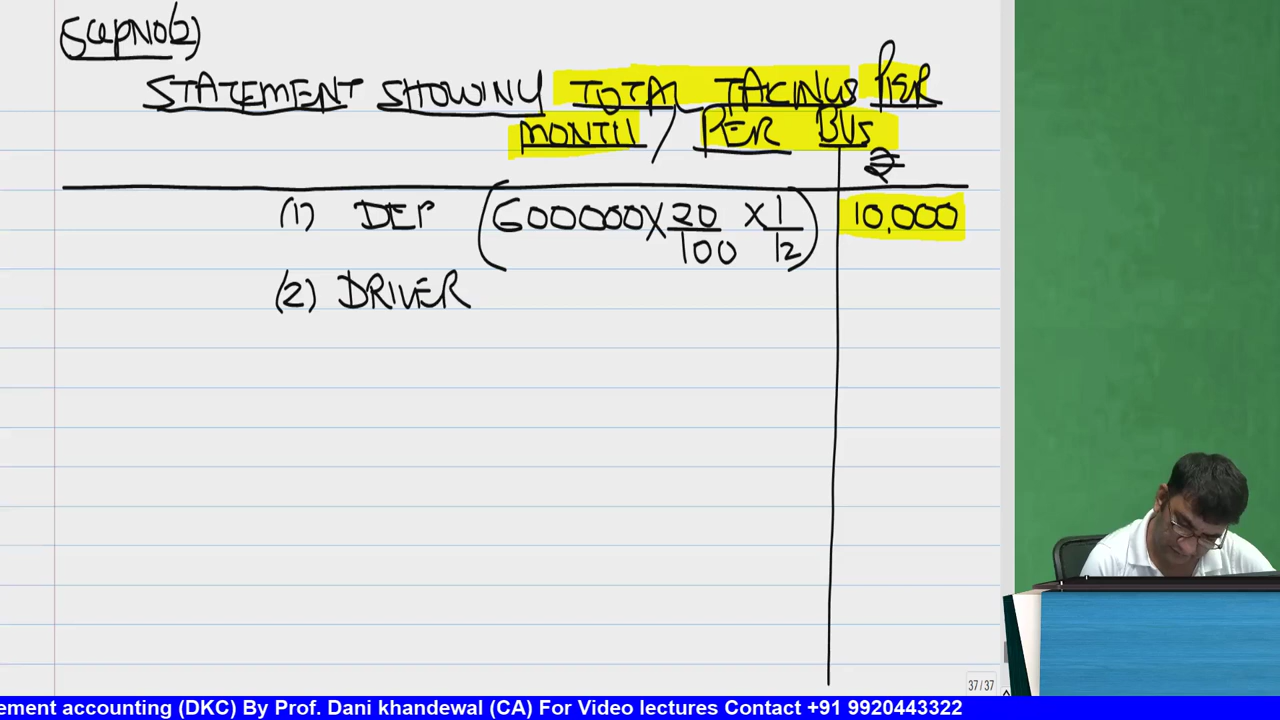 Step NO(2)
STATEMENT SHOWING TOTAL TAKINGS PER
MONTH / PER BUS
₹
(1) DEP (600000 X 20/100 X 1/12) 10,000
(2) DRIVER
37/37
ement accounting (DKC) By Prof. Dani khandewal (CA) For Video lectures Contact +91 9920443322